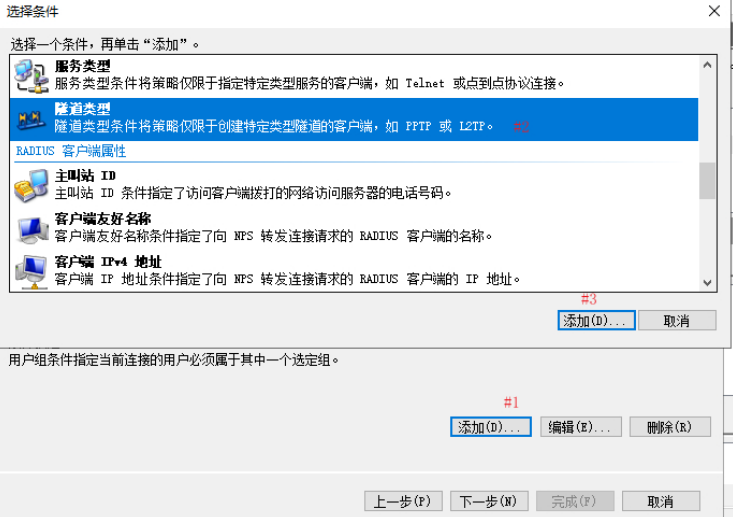 选择条件
选择一个条件，再单击“添加”。
服务类型
服务类型条件将策略仅限于指定特定类型服务的客户端，如 Telnet 或点到点协议连接。
隧道类型
隧道类型条件将策略仅限于创建特定类型隧道的客户端，如 PPTP 或 L2TP。 #2
RADIUS 客户端属性
主叫站 ID
主叫站 ID 条件指定了访问客户端拨打的网络访问服务器的电话号码。
客户端友好名称
客户端友好名称条件指定了向 NPS 转发连接请求的 RADIUS 客户端的名称。
客户端 IPv4 地址
客户端 IP 地址条件指定了向 NPS 转发连接请求的 RADIUS 客户端的 IP 地址。
#3
添加(D)... 取消
用户组条件指定当前连接的用户必须属于其中一个选定组。
#1
添加(D)... 编辑(E)... 删除(R)
上一步(P) 下一步(N) 完成(F) 取消